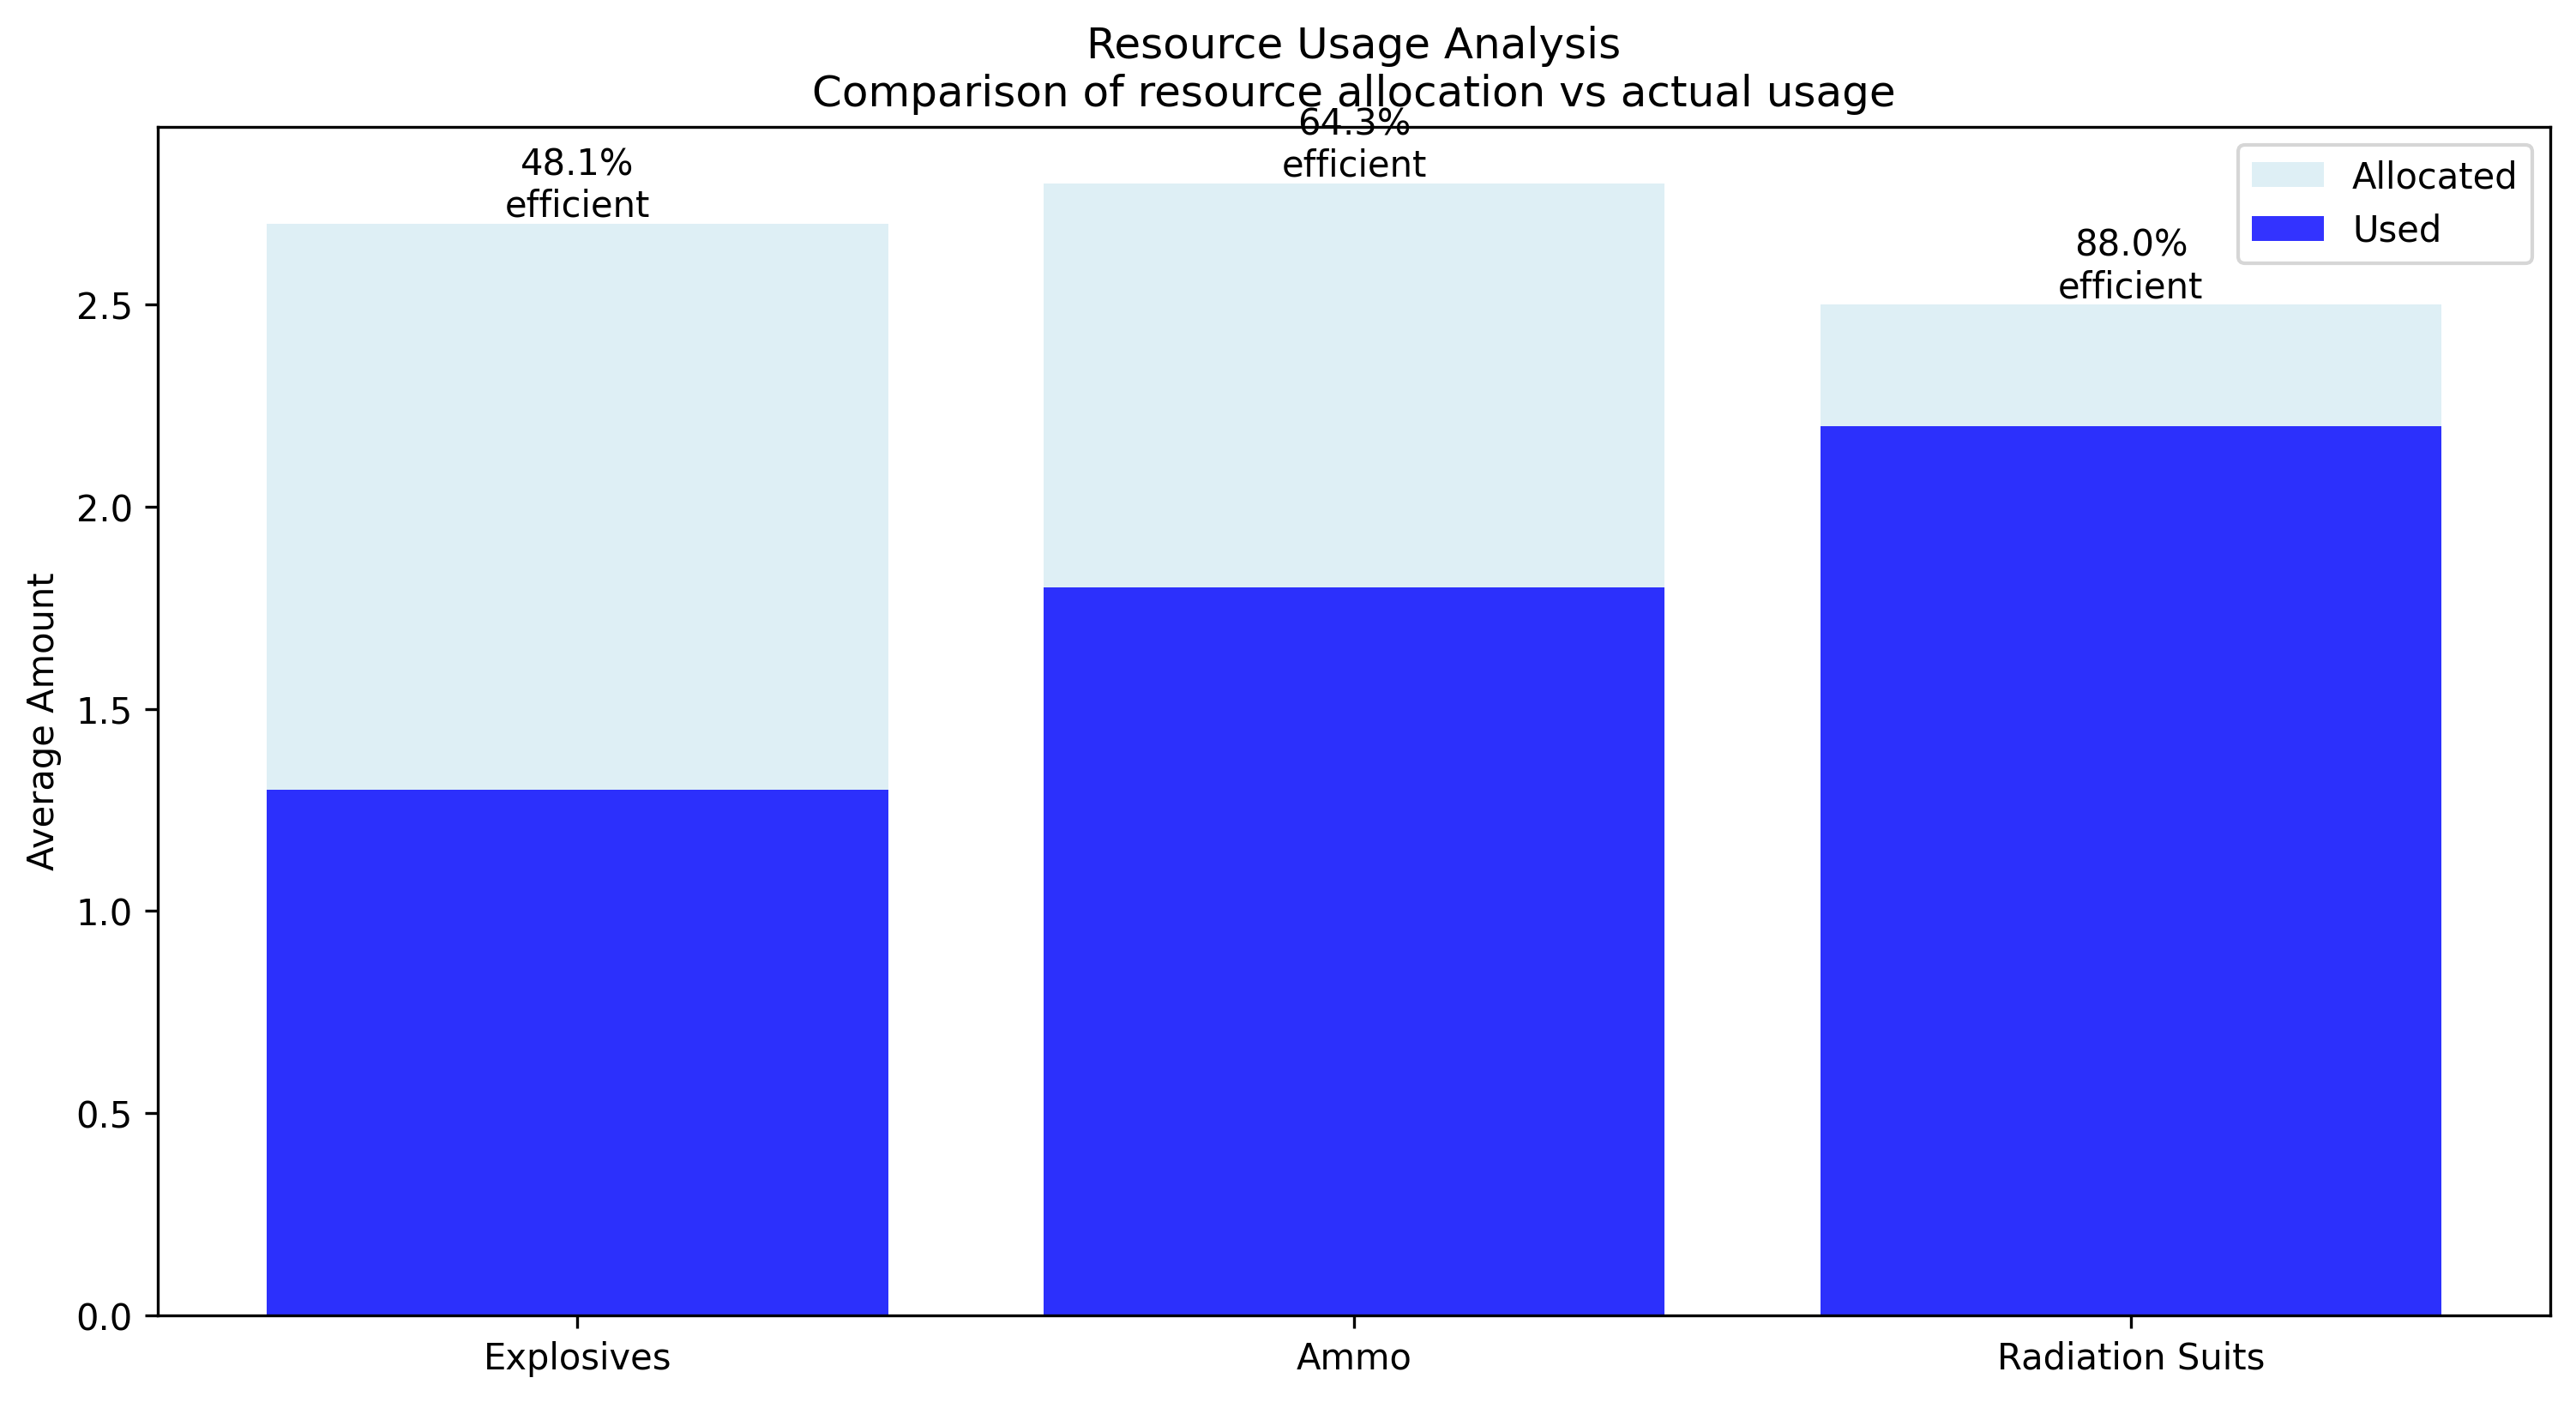 Resource Usage Analysis
Comparison of resource allocation vs actual usage
48.1%
efficient
64.3%
efficient
88.0%
efficient
Allocated
Used
Average Amount
2.5
2.0
1.5
1.0
0.5
0.0
Explosives
Ammo
Radiation Suits